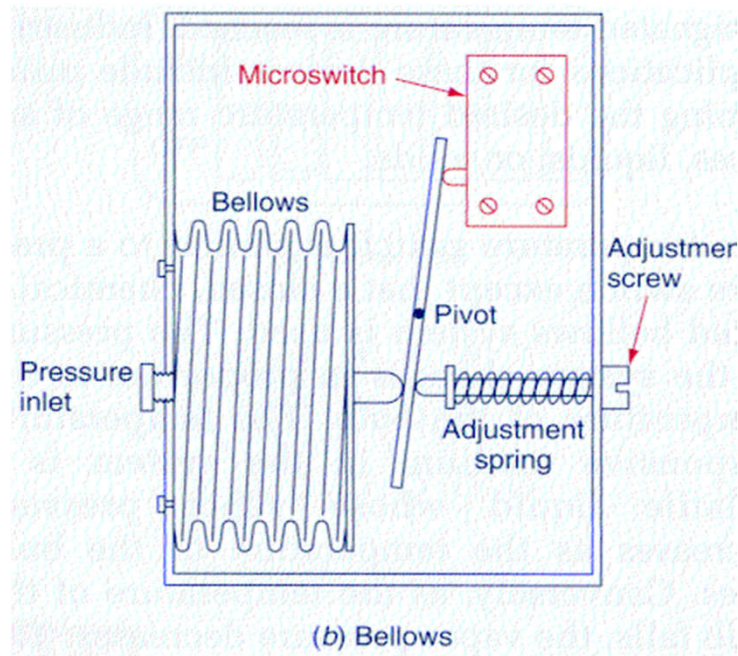 Microswitch
Bellows
Adjustmen
screw
Pivot
Pressure
inlet
Adjustment
spring
(b) Bellows